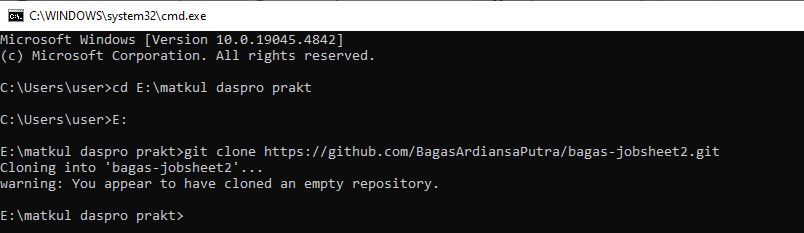 C:\WINDOWS\system32\cmd.exe
Microsoft Windows [Version 10.0.19045.4842]
(c) Microsoft Corporation. All rights reserved.
C:\Users\user>cd E:\matkul daspro prakt
C:\Users\user>E:
E:\matkul daspro prakt>git clone https://github.com/BagasArdiansaPutra/bagas-jobsheet2.git
Cloning into 'bagas-jobsheet2'...
warning: You appear to have cloned an empty repository.
E:\matkul daspro prakt>